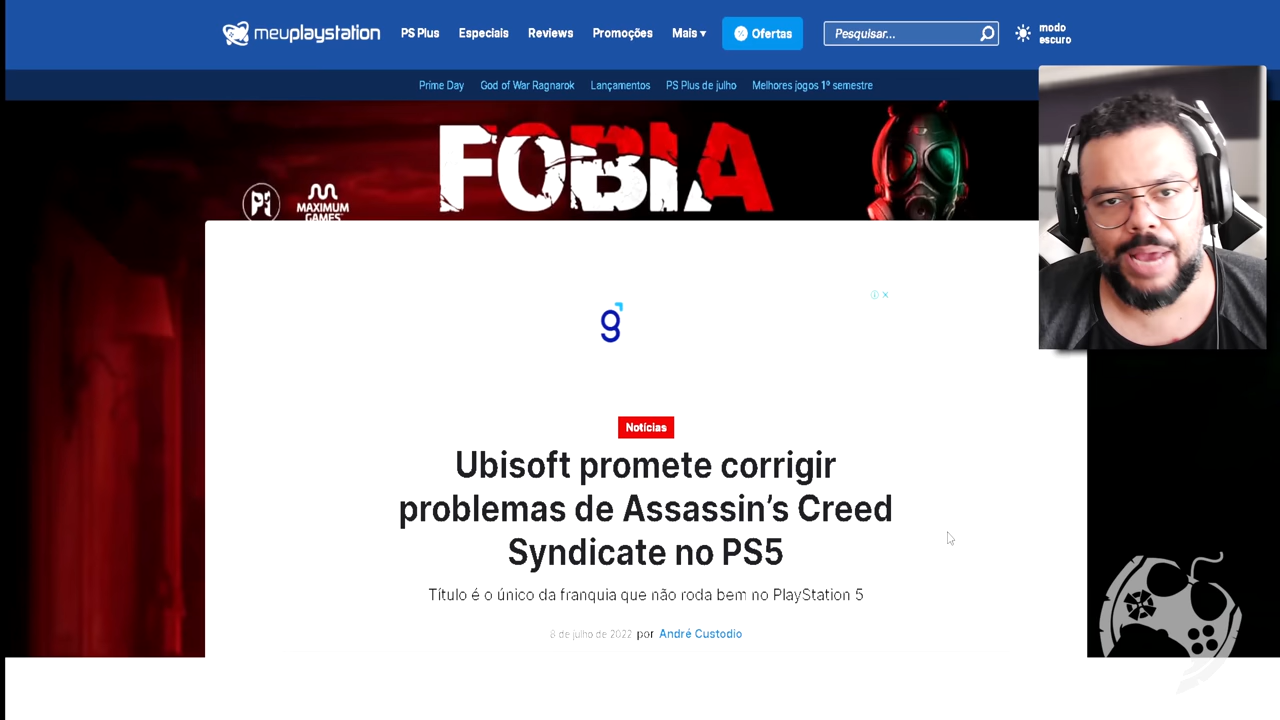 meuplaystation PS Plus Especiais Reviews Promoções Mais ▾ Ofertas Pesquisar... modo escuro
Prime Day God of War Ragnarok Lançamentos PS Plus de julho Melhores jogos 1º semestre
FOBIA
MAXIMUM GAMES
Notícias
Ubisoft promete corrigir
problemas de Assassin's Creed
Syndicate no PS5
Título é o único da franquia que não roda bem no PlayStation 5
8 de julho de 2022 por André Custodio